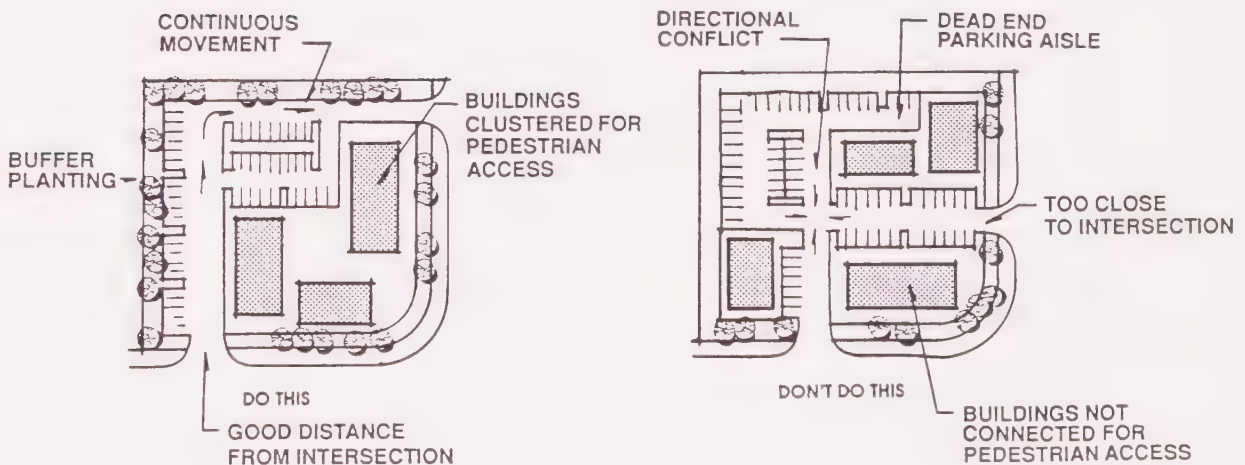 CONTINUOUS
MOVEMENT
BUILDINGS
CLUSTERED FOR
PEDESTRIAN
ACCESS
BUFFER
PLANTING
DO THIS
GOOD DISTANCE
FROM INTERSECTION
DIRECTIONAL
CONFLICT
DEAD END
PARKING AISLE
TOO CLOSE
TO INTERSECTION
DON'T DO THIS
BUILDINGS NOT
CONNECTED FOR
PEDESTRIAN ACCESS